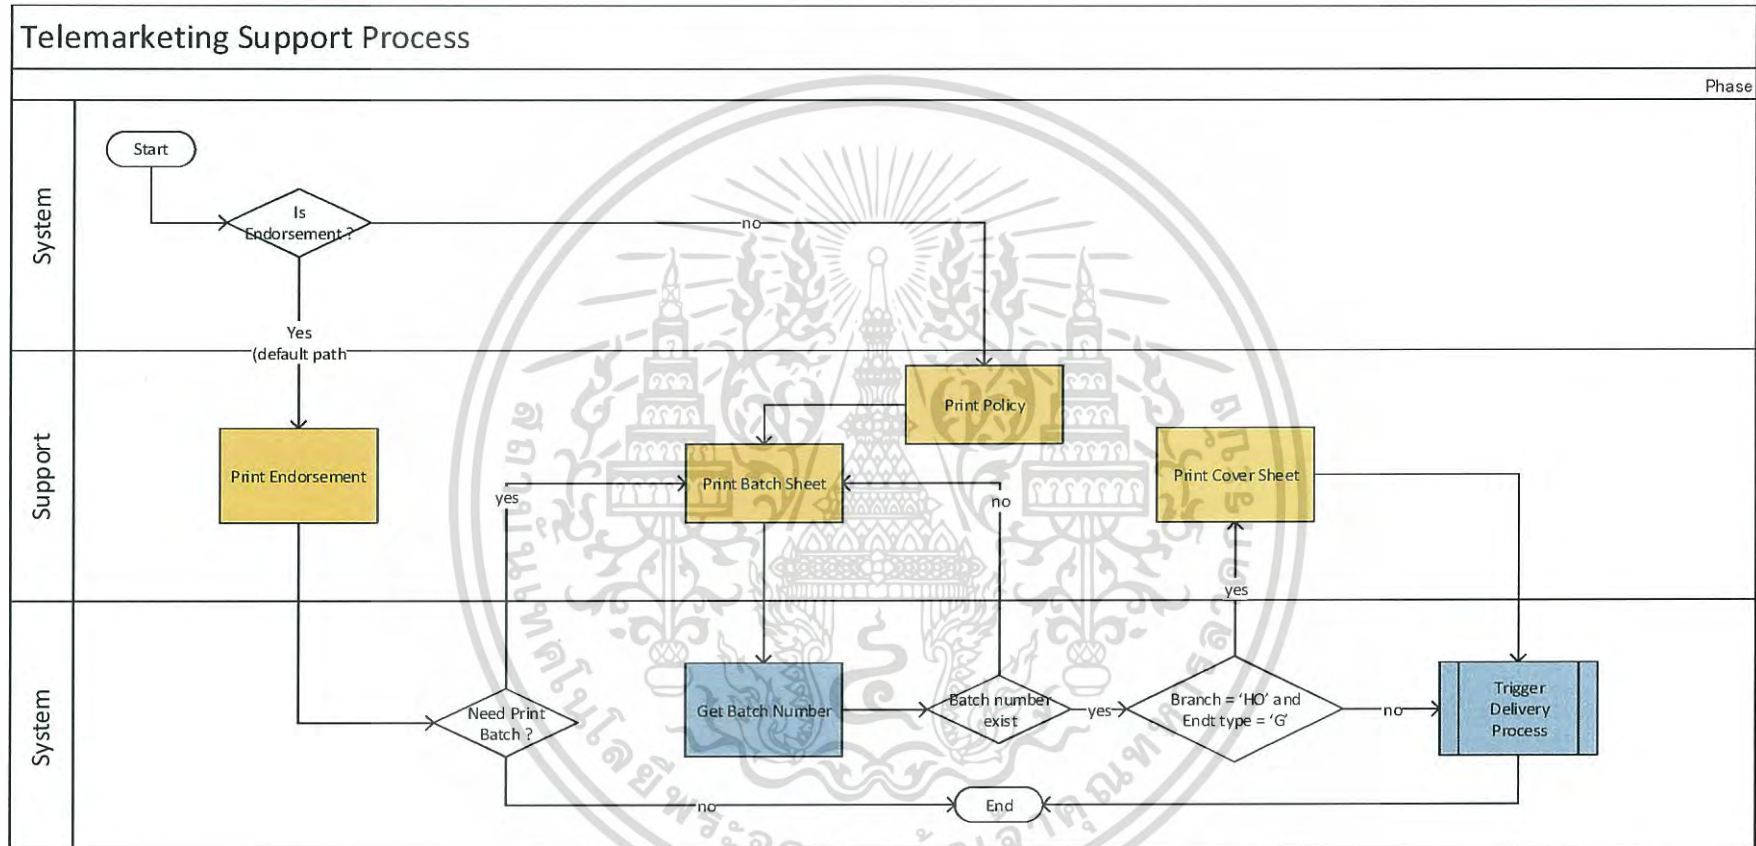 Telemarketing Support Process
Phase
System
Start
Is
Endorsement ?
no
Yes
(default path
Support
Print Policy
Print Endorsement
yes
Print Batch Sheet
no
Print Cover Sheet
yes
System
Need Print
Batch ?
Get Batch Number
Batch number
exist
yes
Branch = 'HO' and
Endt type = 'G'
no
Trigger
Delivery
Process
no
End